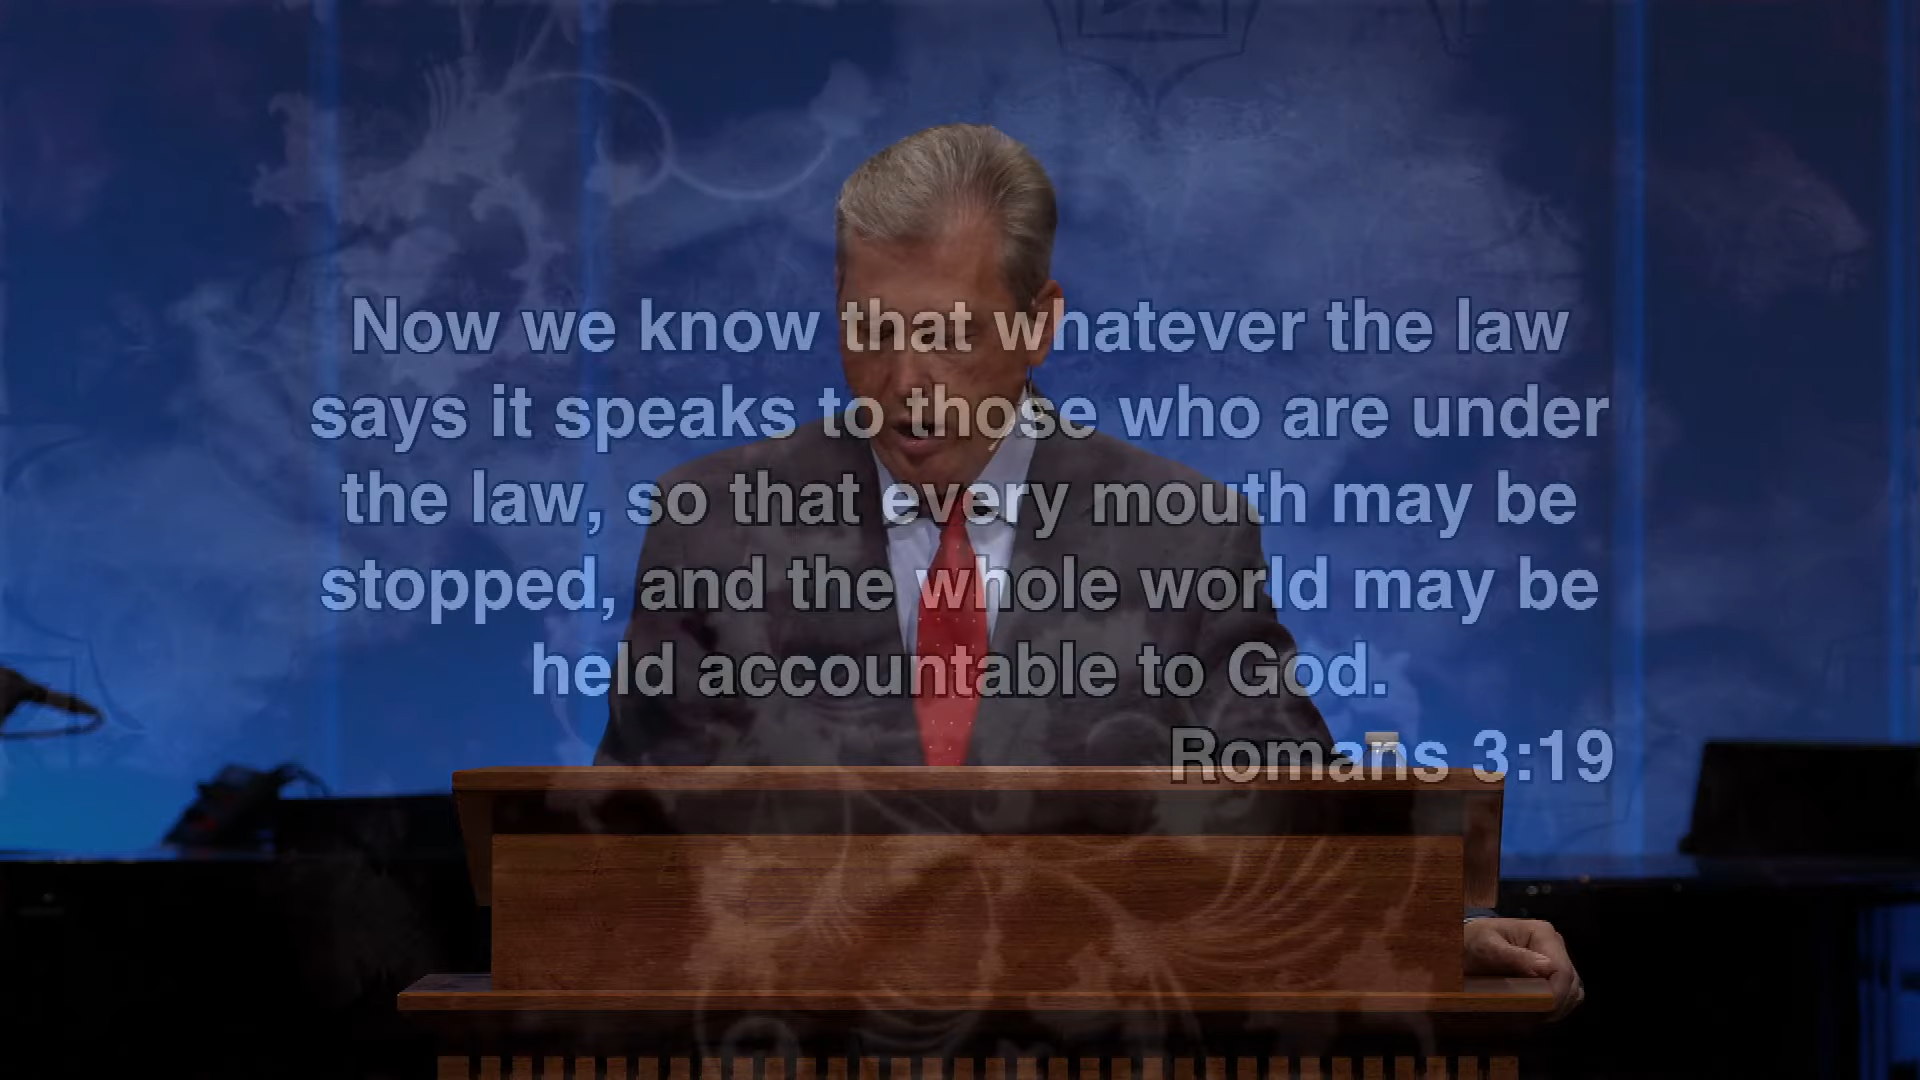 Now we know that whatever the law
says it speaks to those who are under
the law, so that every mouth may be
stopped, and the whole world may be
held accountable to God.
Romans 3:19